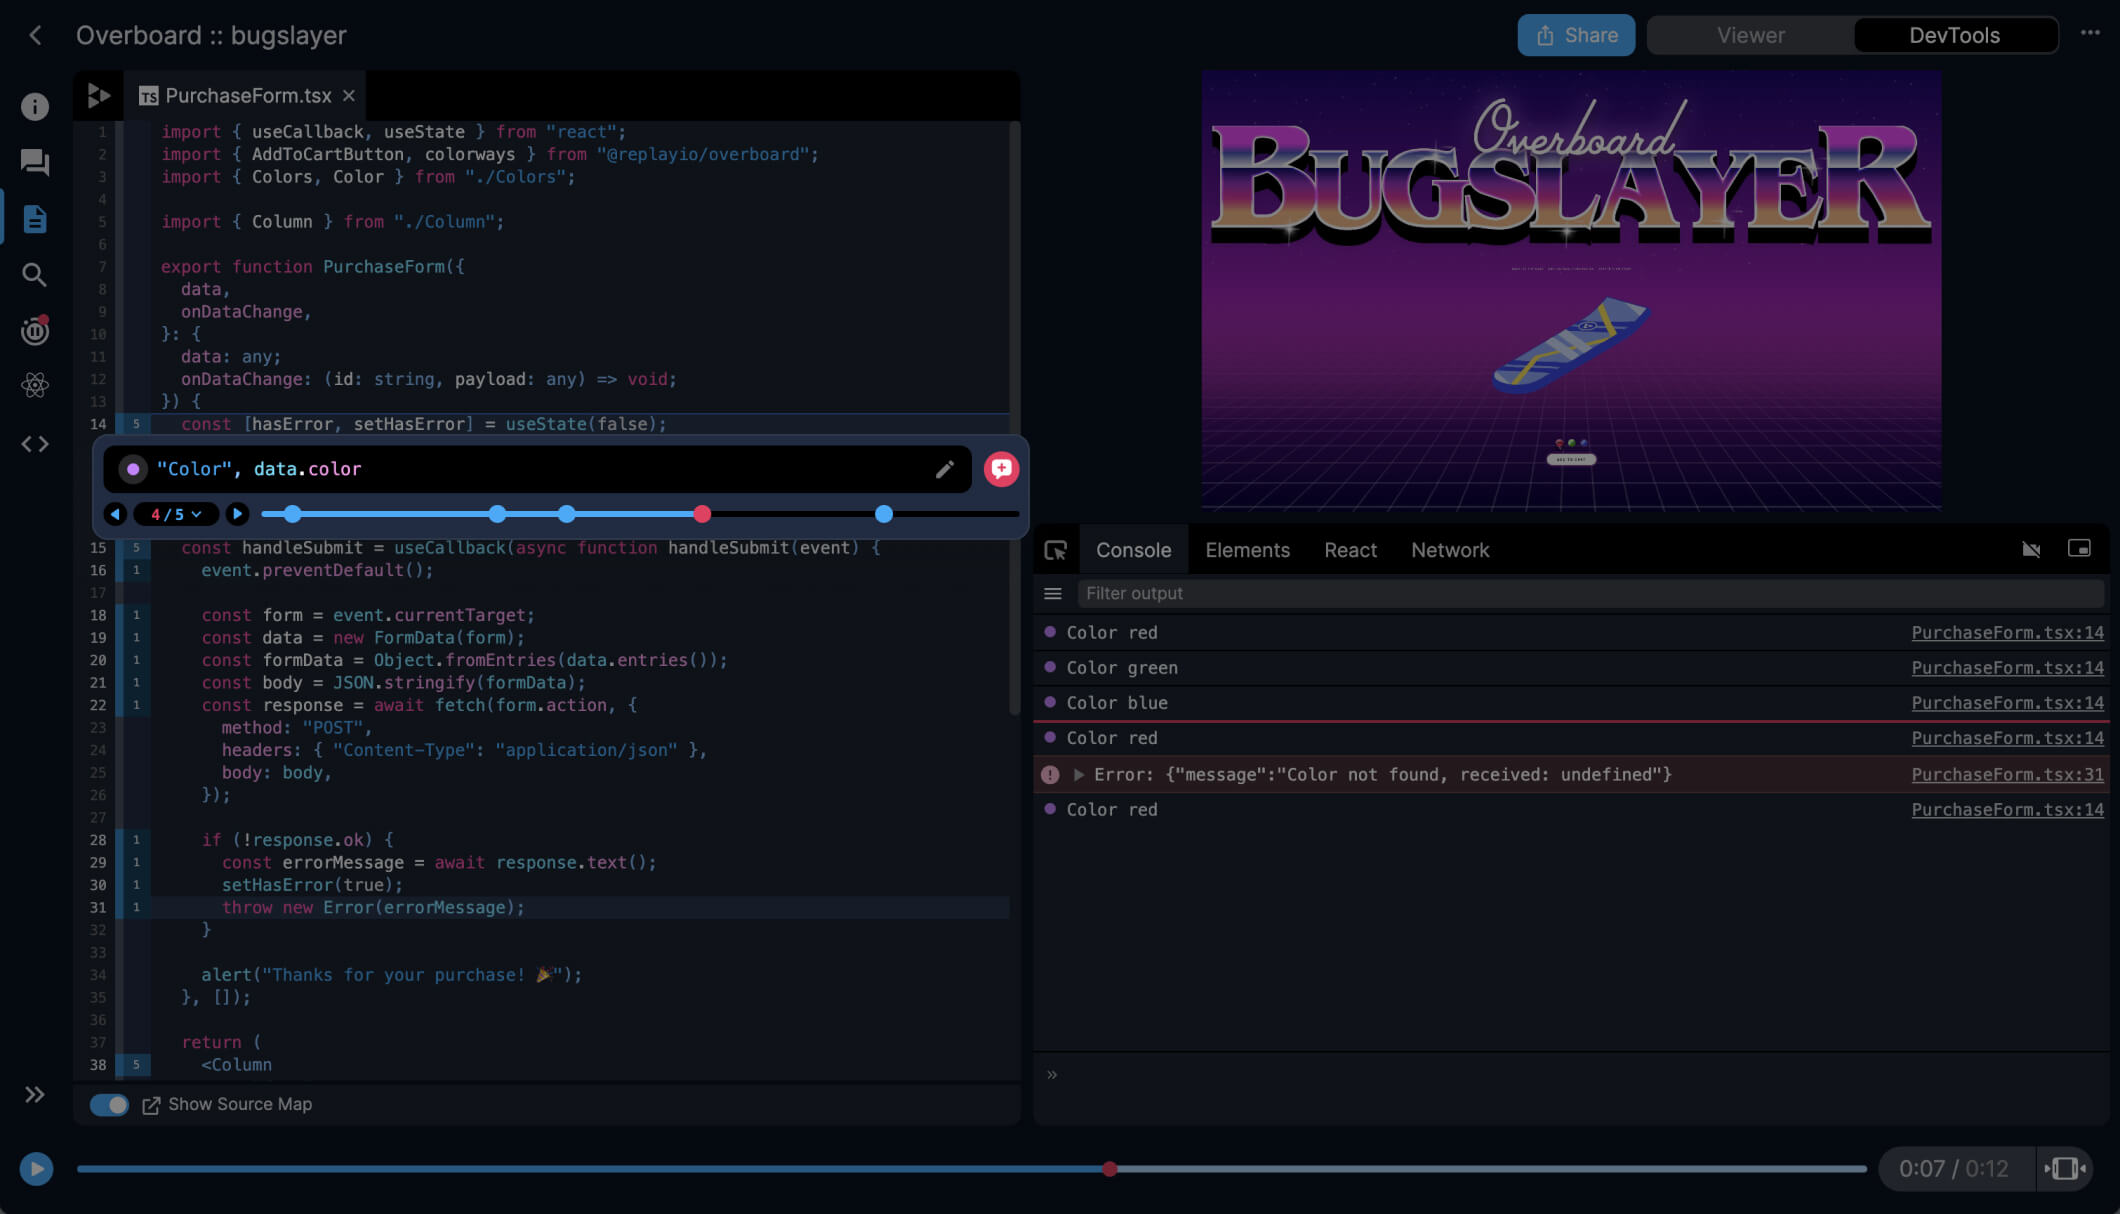 Overboard :: bugslayer
Share
Viewer
DevTools
TS PurchaseForm.tsx
1 import { useCallback, useState } from "react";
2 import { AddToCartButton, colorways } from "@replayio/overboard";
3 import { Colors, Color } from "./Colors";
4
5 import { Column } from "./Column";
6
7 export function PurchaseForm({
8 data,
9 onDataChange,
10 }: {
11 data: any;
12 onDataChange: (id: string, payload: any) => void;
13 }) {
14 5 const [hasError, setHasError] = useState(false);
"Color", data.color
4/5
15 5 const handleSubmit = useCallback(async function handleSubmit(event) {
16 1 event.preventDefault();
17
18 1 const form = event.currentTarget;
19 1 const data = new FormData(form);
20 1 const formData = Object.fromEntries(data.entries());
21 1 const body = JSON.stringify(formData);
22 1 const response = await fetch(form.action, {
23 method: "POST",
24 headers: { "Content-Type": "application/json" },
25 body: body,
26 });
27
28 1 if (!response.ok) {
29 1 const errorMessage = await response.text();
30 1 setHasError(true);
31 1 throw new Error(errorMessage);
32 }
33
34 alert("Thanks for your purchase! 🎉");
35 }, []);
36
37 return (
38 5 <Column
Show Source Map
Overboard
BUGSLAYER
ADD TO CART
Console Elements React Network
Filter output
Color red PurchaseForm.tsx:14
Color green PurchaseForm.tsx:14
Color blue PurchaseForm.tsx:14
Color red PurchaseForm.tsx:14
Error: {"message":"Color not found, received: undefined"} PurchaseForm.tsx:31
Color red PurchaseForm.tsx:14
»
0:07 / 0:12